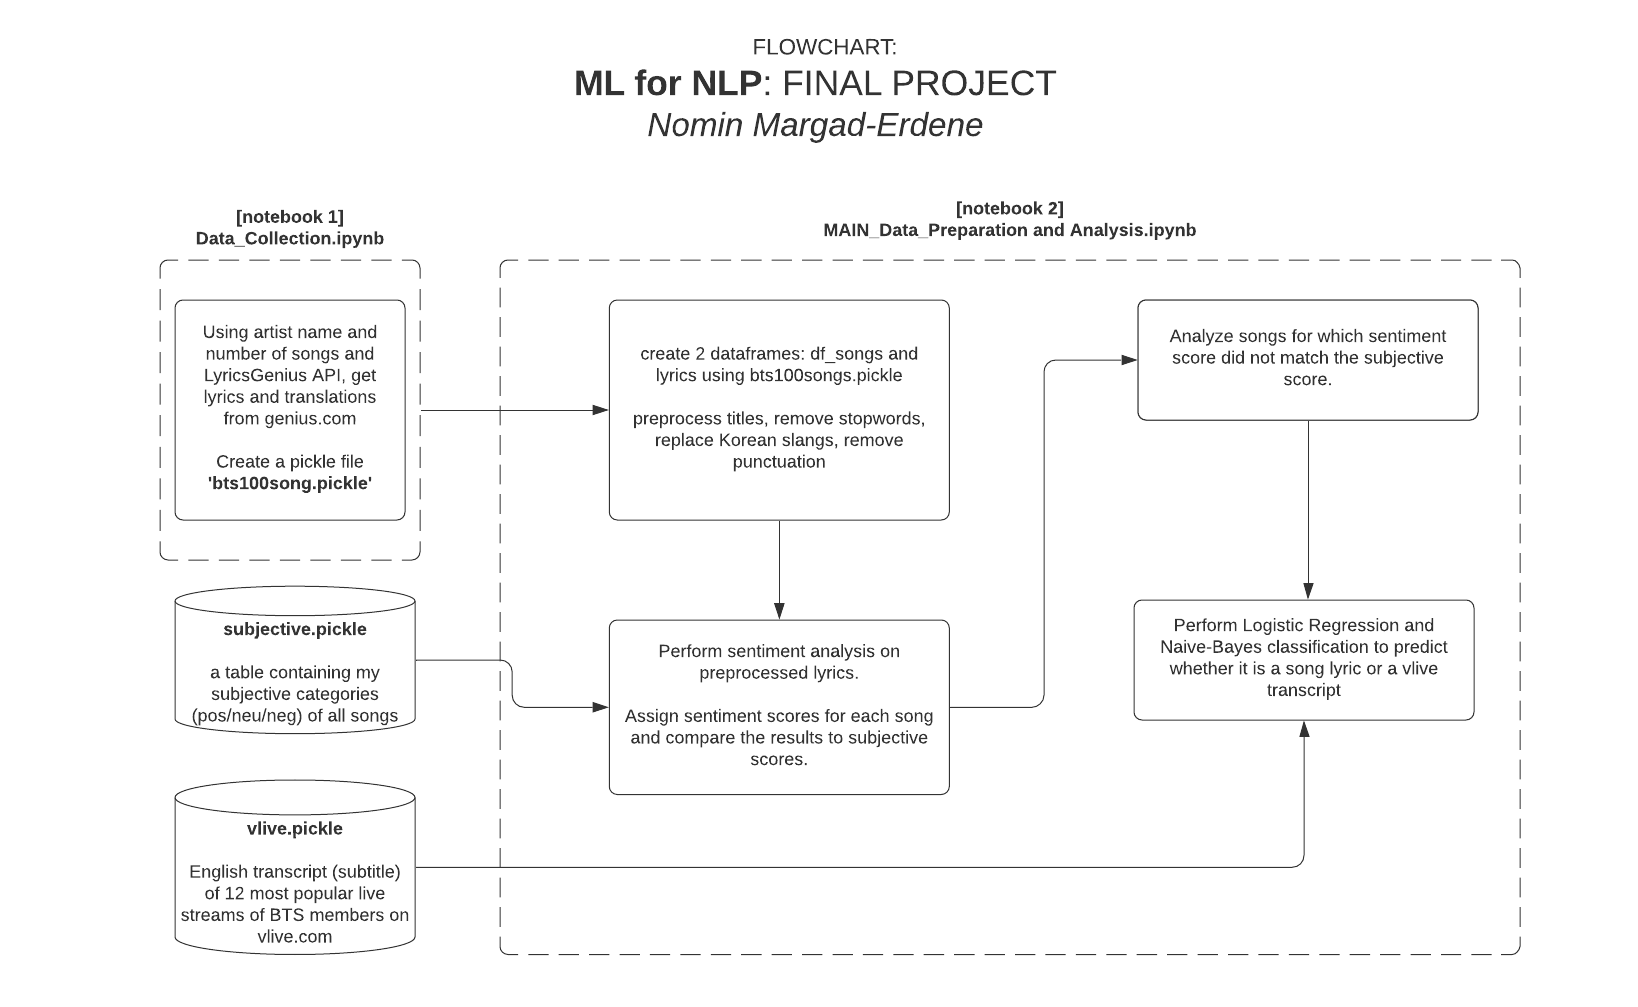 FLOWCHART:
ML for NLP: FINAL PROJECT
Nomin Margad-Erdene
[notebook 1]
Data_Collection.ipynb
Using artist name and
number of songs and
LyricsGenius API, get
lyrics and translations
from genius.com
Create a pickle file
'bts100song.pickle'
subjective.pickle
a table containing my
subjective categories
(pos/neu/neg) of all songs
vlive.pickle
English transcript (subtitle)
of 12 most popular live
streams of BTS members on
vlive.com
[notebook 2]
MAIN_Data_Preparation and Analysis.ipynb
create 2 dataframes: df_songs and
lyrics using bts100songs.pickle
preprocess titles, remove stopwords,
replace Korean slangs, remove
punctuation
Perform sentiment analysis on
preprocessed lyrics.
Assign sentiment scores for each song
and compare the results to subjective
scores.
Analyze songs for which sentiment
score did not match the subjective
score.
Perform Logistic Regression and
Naive-Bayes classification to predict
whether it is a song lyric or a vlive
transcript